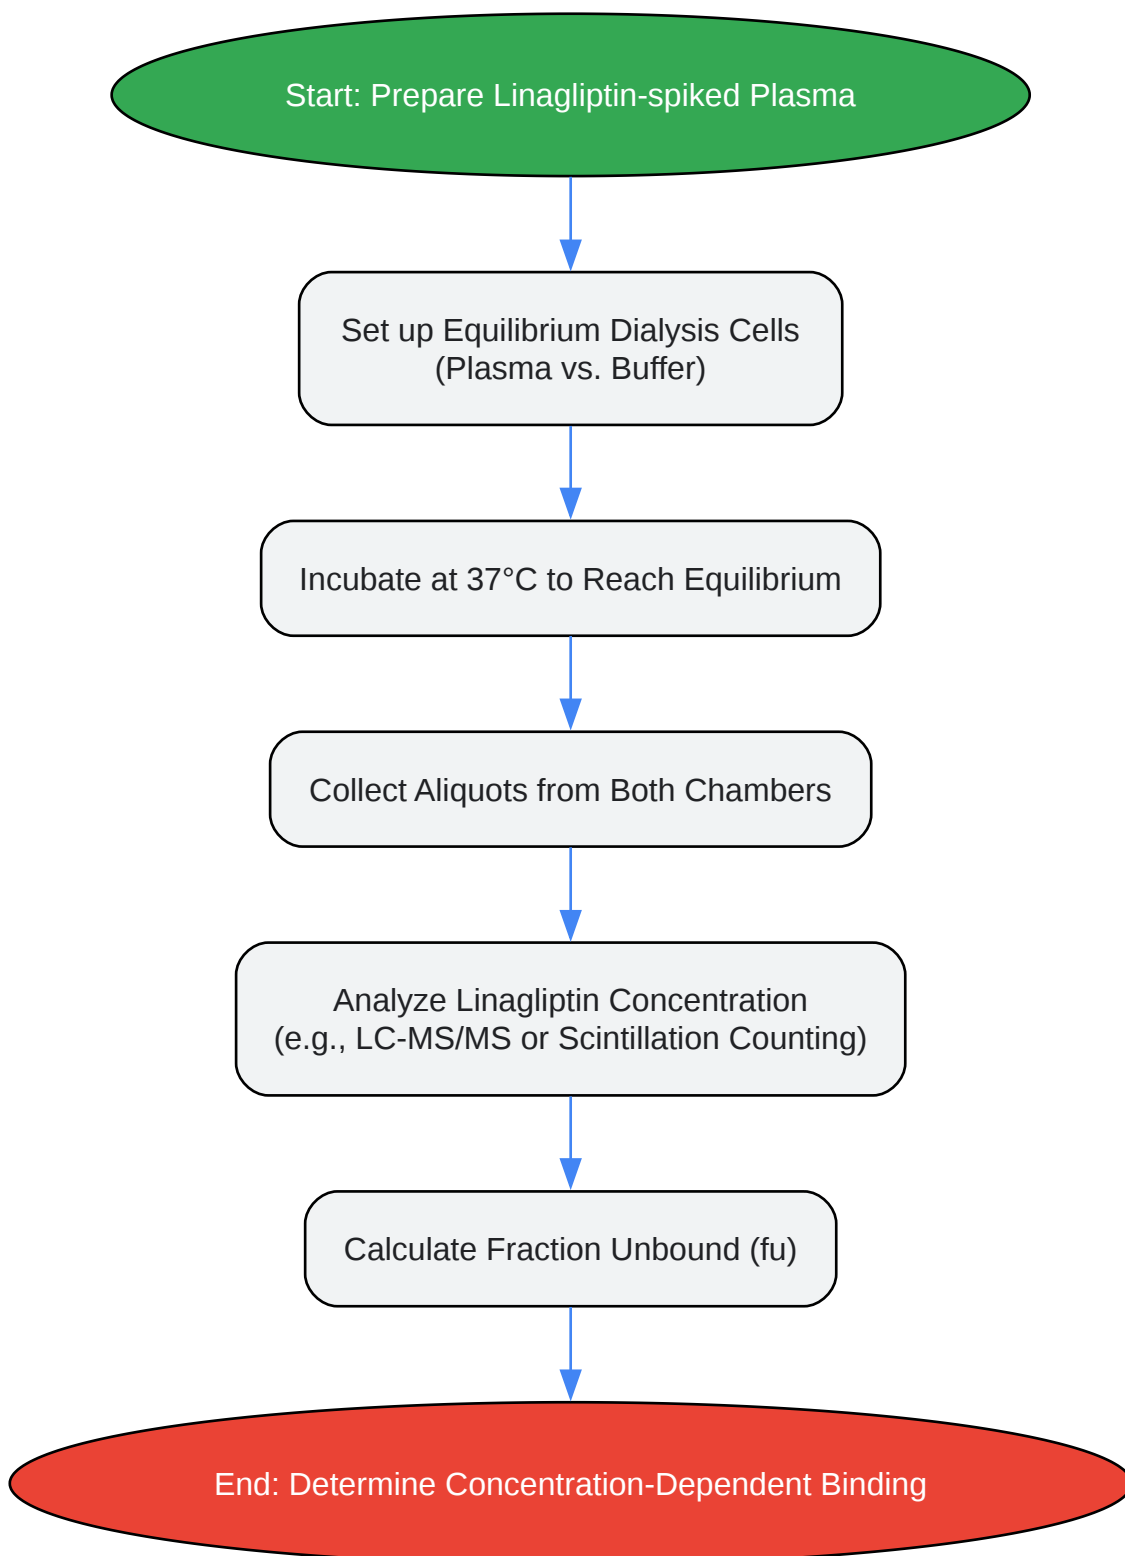 Start: Prepare Linagliptin-spiked Plasma
Set up Equilibrium Dialysis Cells
(Plasma vs. Buffer)
Incubate at 37°C to Reach Equilibrium
Collect Aliquots from Both Chambers
Analyze Linagliptin Concentration
(e.g., LC-MS/MS or Scintillation Counting)
Calculate Fraction Unbound (fu)
End: Determine Concentration-Dependent Binding